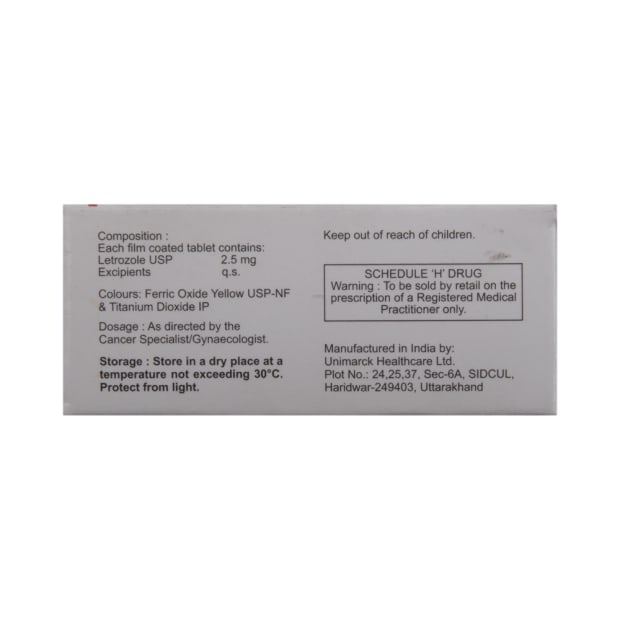 Composition :
Each film coated tablet contains:
Letrozole USP 2.5 mg
Excipients q.s.
Colours: Ferric Oxide Yellow USP-NF
& Titanium Dioxide IP
Dosage : As directed by the
Cancer Specialist/Gynaecologist.
Storage : Store in a dry place at a
temperature not exceeding 30°C.
Protect from light.
Keep out of reach of children.
SCHEDULE 'H' DRUG
Warning : To be sold by retail on the
prescription of a Registered Medical
Practitioner only.
Manufactured in India by:
Unimarck Healthcare Ltd.
Plot No.: 24,25,37, Sec-6A, SIDCUL,
Haridwar-249403, Uttarakhand